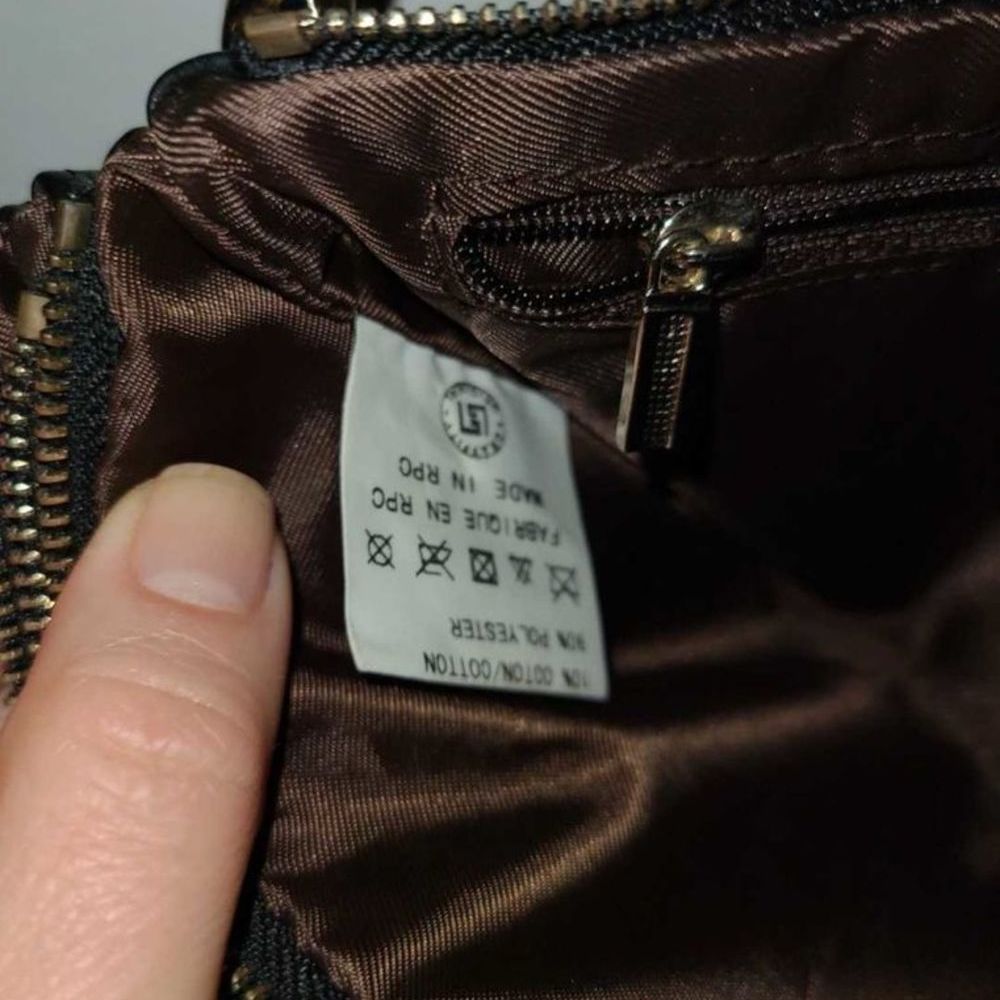 10% COTON/COTTON
90% POLYESTER
FABRIQUE EN RPC
MADE IN RPC